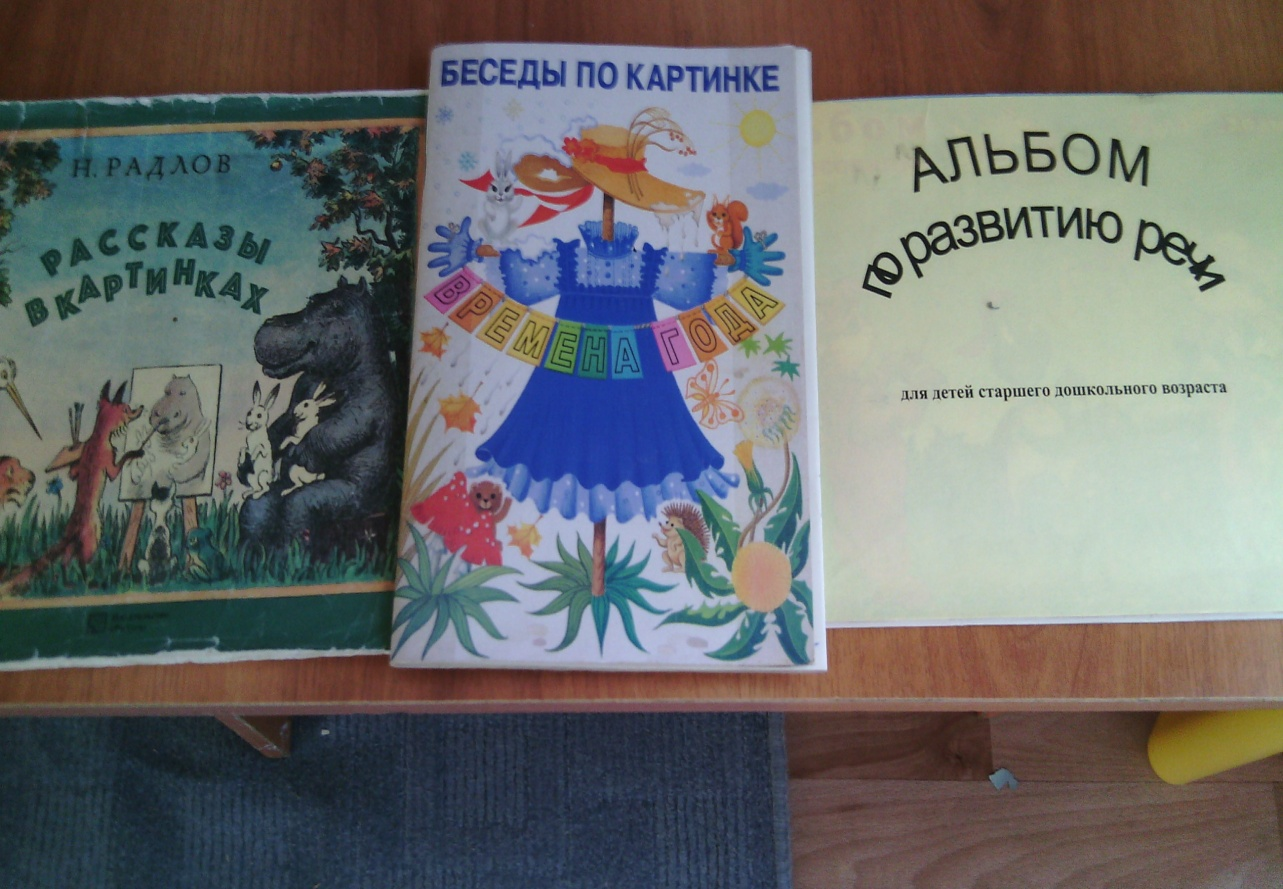 Н. РАДЛОВ
РАССКАЗЫ
В КАРТИНКАХ
БЕСЕДЫ ПО КАРТИНКЕ
ВРЕМЕНА ГОДА
АЛЬБОМ
по развитию речи
для детей старшего дошкольного возраста